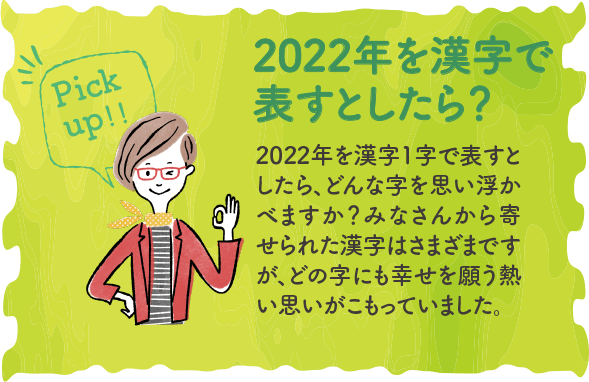 Pick
up!!
2022年を漢字で
表すとしたら?
2022年を漢字1字で表すと
したら、どんな字を思い浮か
べますか?みなさんから寄
せられた漢字はさまざまです
が、どの字にも幸せを願う熱
い思いがこもっていました。